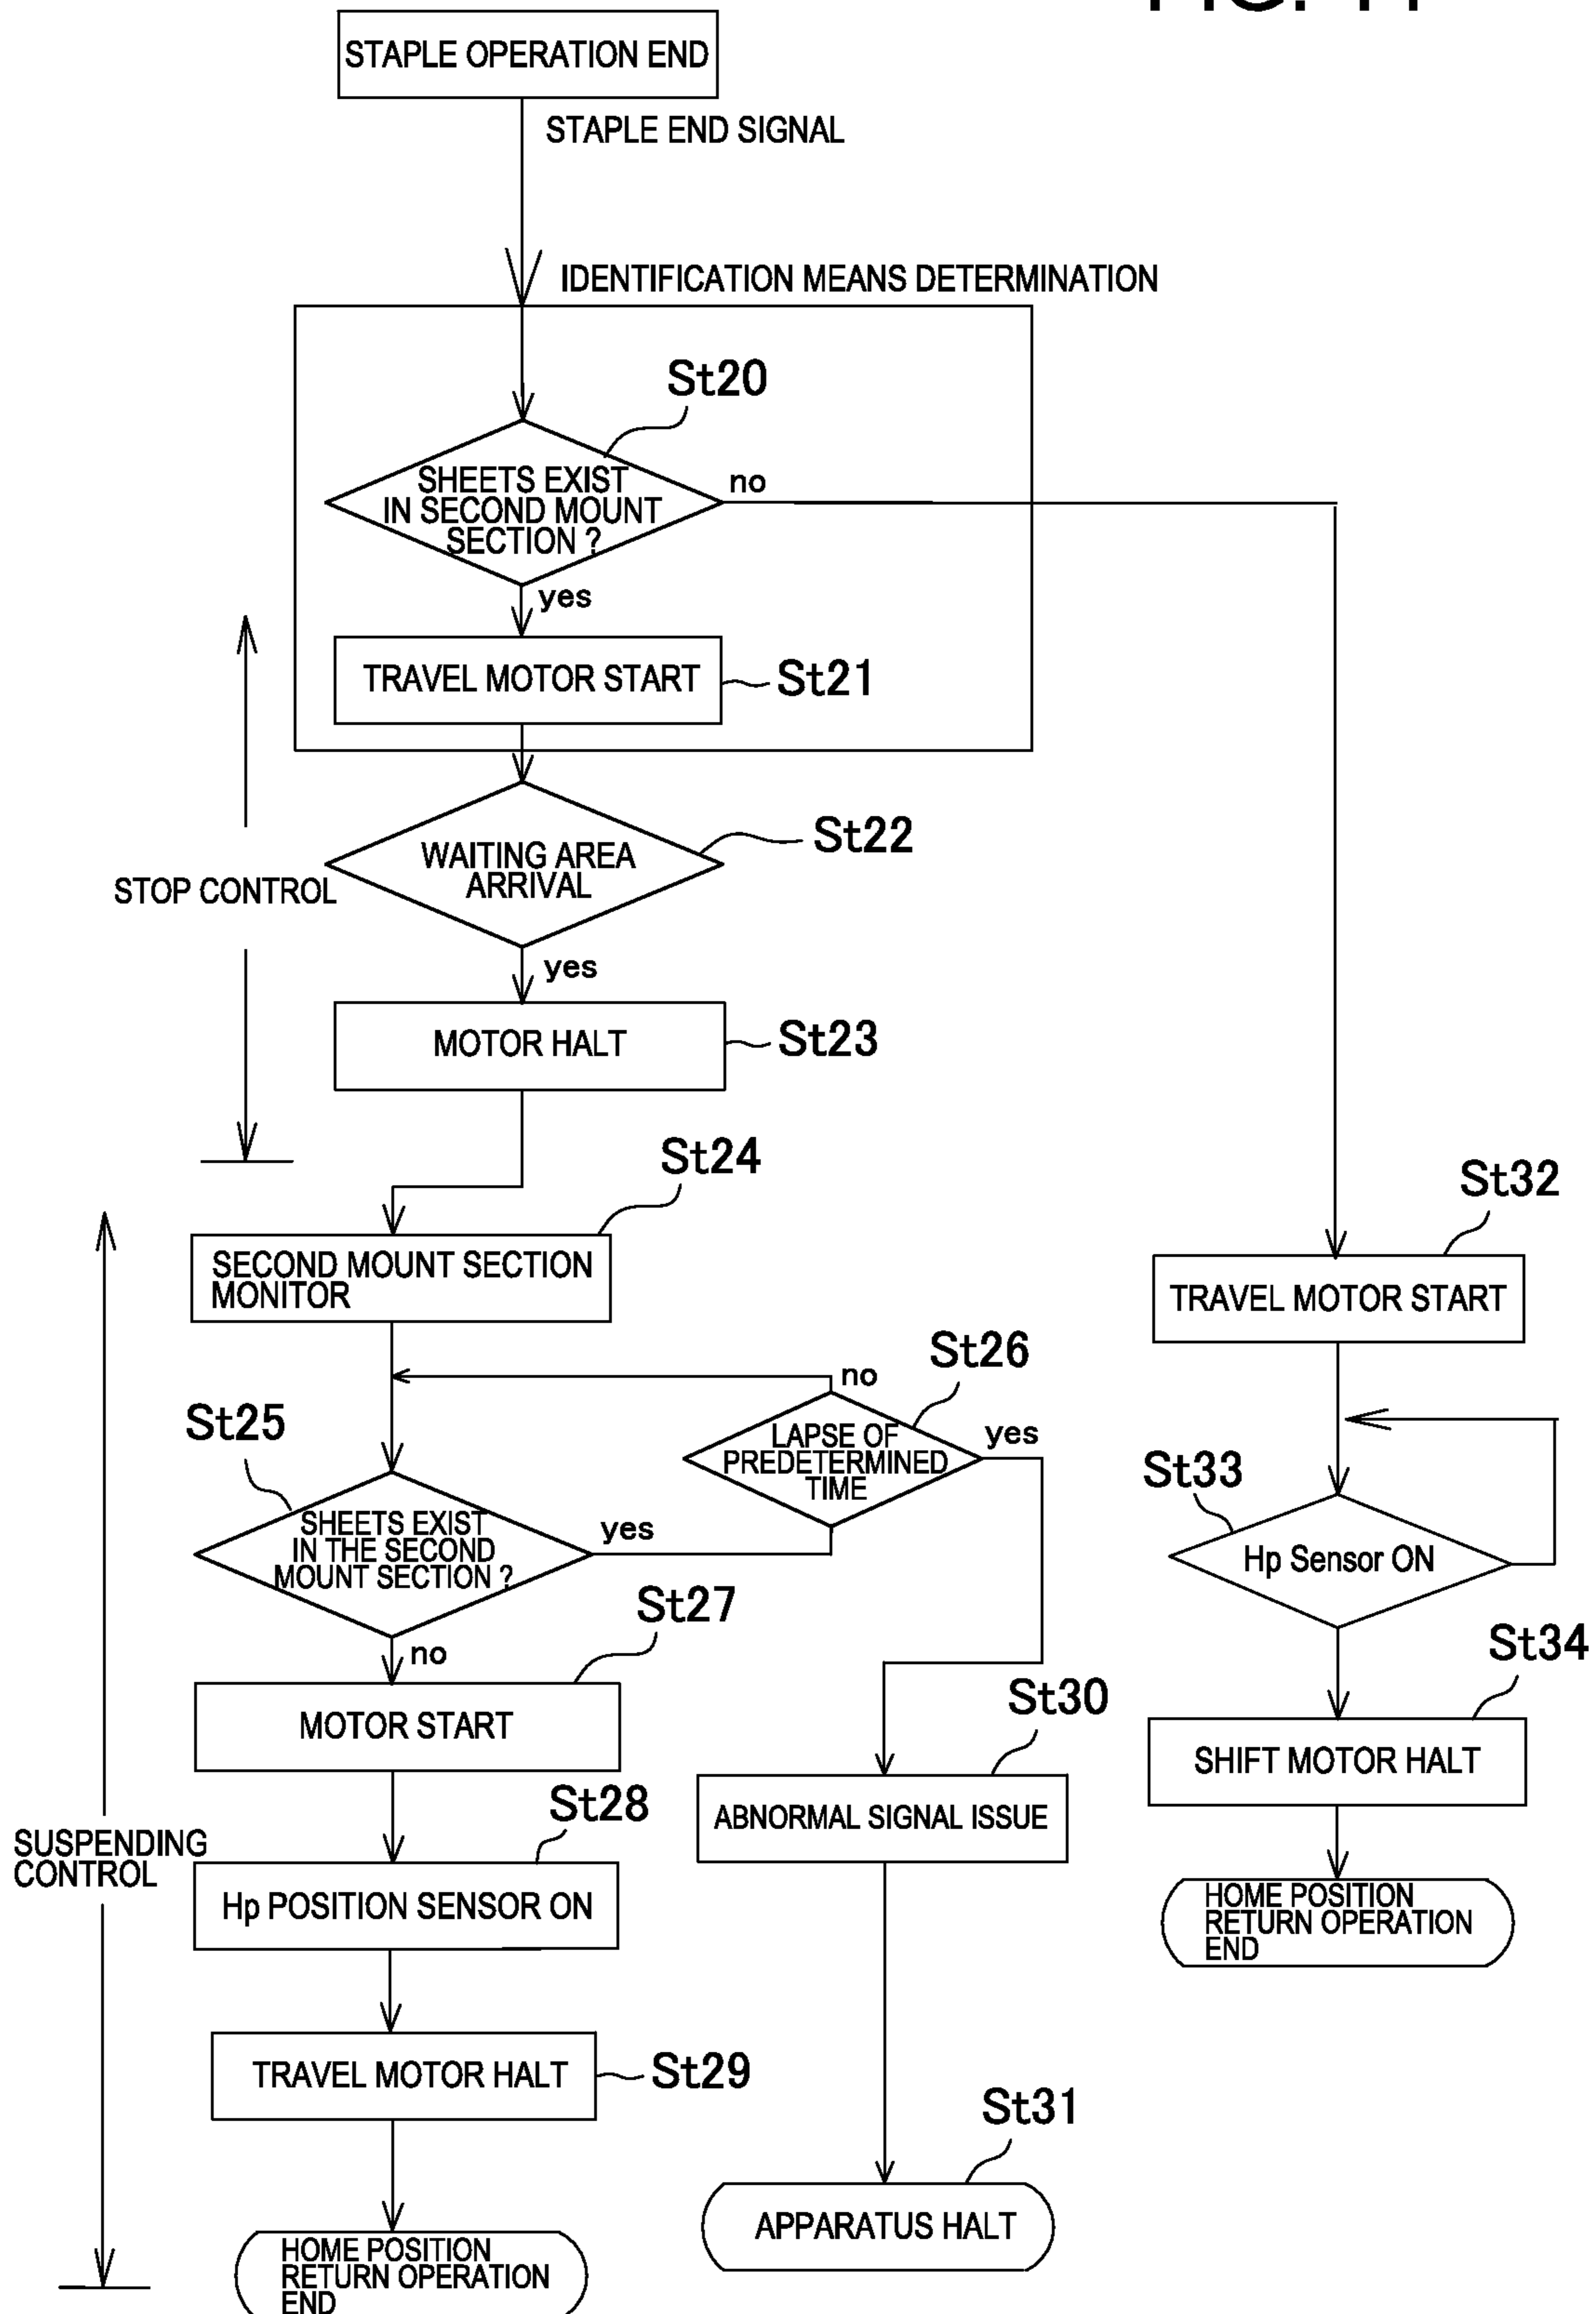 STAPLE OPERATION END
STAPLE END SIGNAL
IDENTIFICATION MEANS DETERMINATION
St20
SHEETS EXIST
IN SECOND MOUNT
SECTION ?
no
yes
TRAVEL MOTOR START
St21
St22
WAITING AREA
ARRIVAL
STOP CONTROL
yes
MOTOR HALT
St23
St24
SECOND MOUNT SECTION
MONITOR
St32
TRAVEL MOTOR START
St26
no
LAPSE OF
PREDETERMINED
TIME
yes
St25
SHEETS EXIST
IN THE SECOND
MOUNT SECTION ?
yes
no
St33
Hp Sensor ON
St27
MOTOR START
St30
ABNORMAL SIGNAL ISSUE
St34
SHIFT MOTOR HALT
St28
Hp POSITION SENSOR ON
SUSPENDING
CONTROL
HOME POSITION
RETURN OPERATION
END
TRAVEL MOTOR HALT
St29
St31
APPARATUS HALT
HOME POSITION
RETURN OPERATION
END